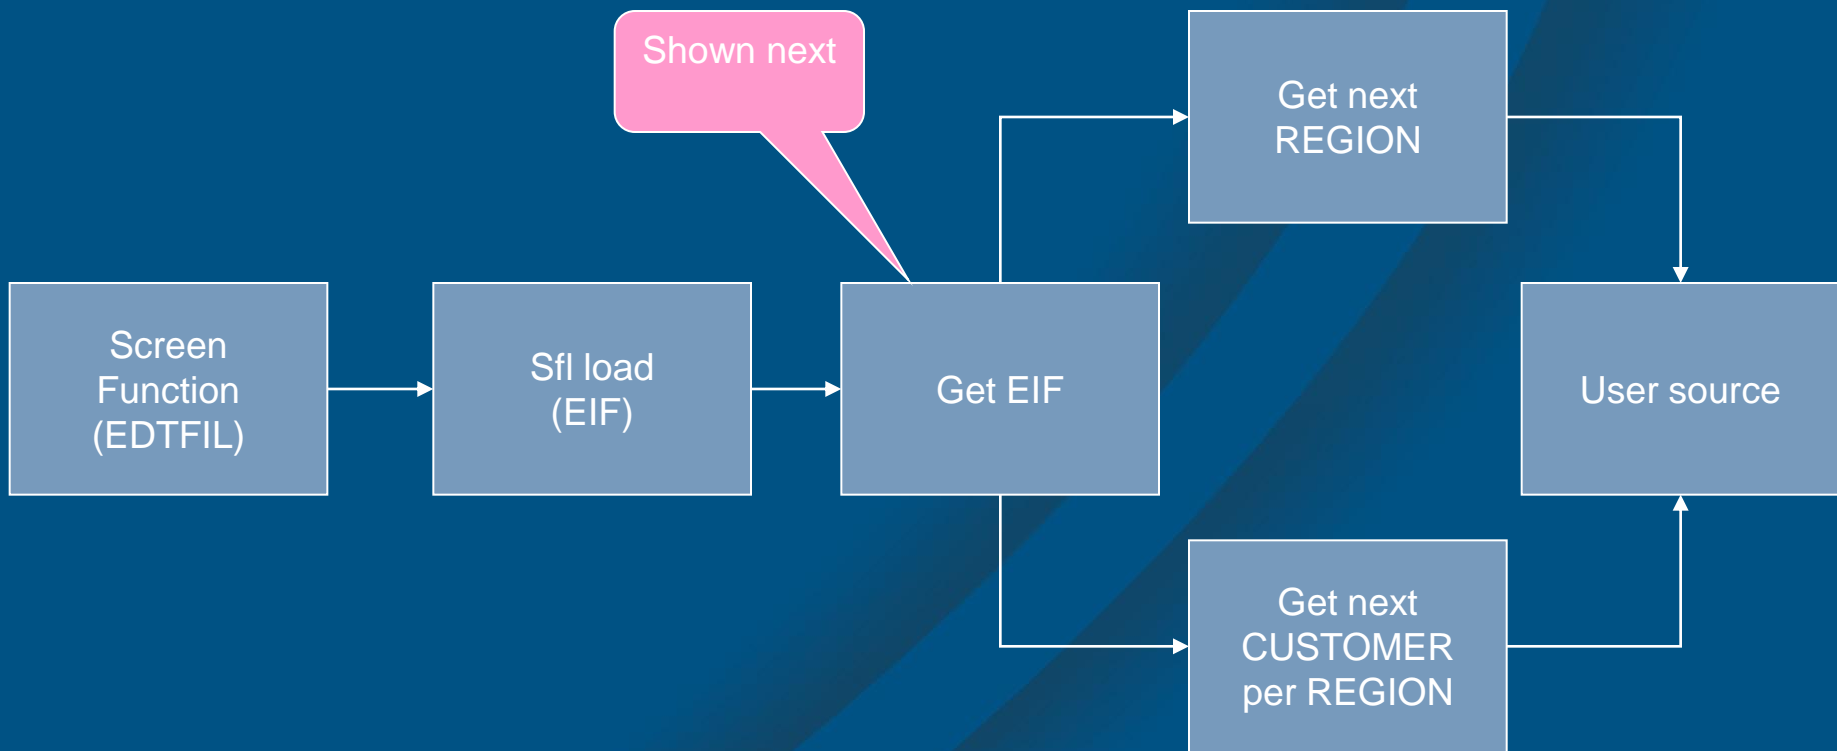 Shown next
Get next
REGION
Screen
Function
(EDTFIL)
Sfl load
(EIF)
Get EIF
User source
Get next
CUSTOMER
per REGION